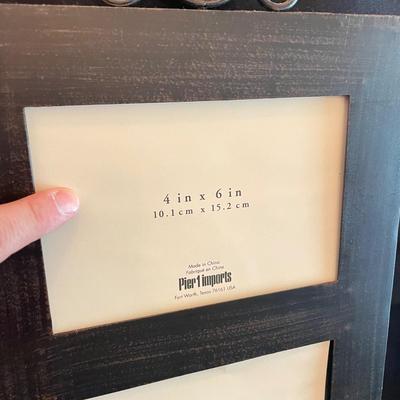 4 in x 6 in
10.1 cm x 15.2 cm
Made in China
Fabriqué en Chine
Pier 1 imports
Fort Worth, Texas 76161 USA